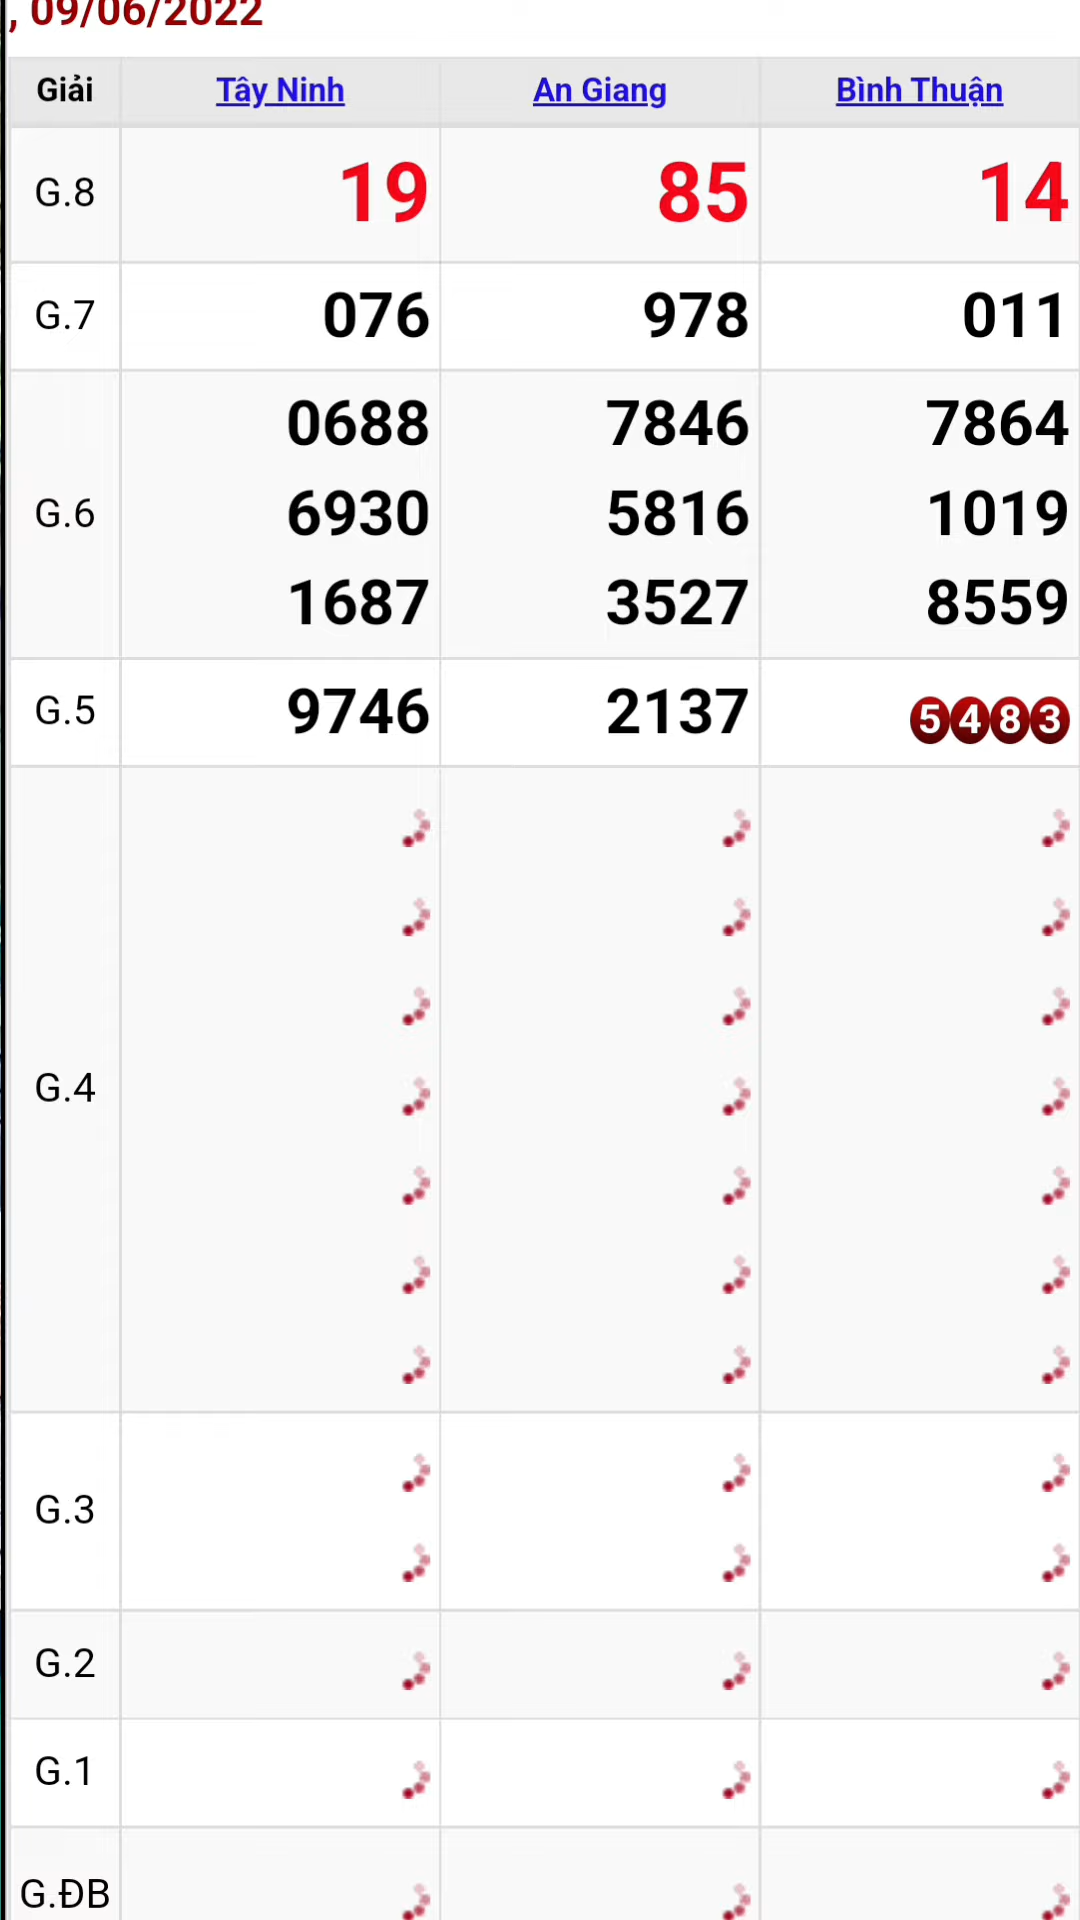 , 09/06/2022
Giải Tây Ninh An Giang Bình Thuận
G.8 19 85 14
G.7 076 978 011
0688 7846 7864
G.6 6930 5816 1019
1687 3527 8559
G.5 9746 2137 5483
G.4
G.3
G.2
G.1
G.ĐB